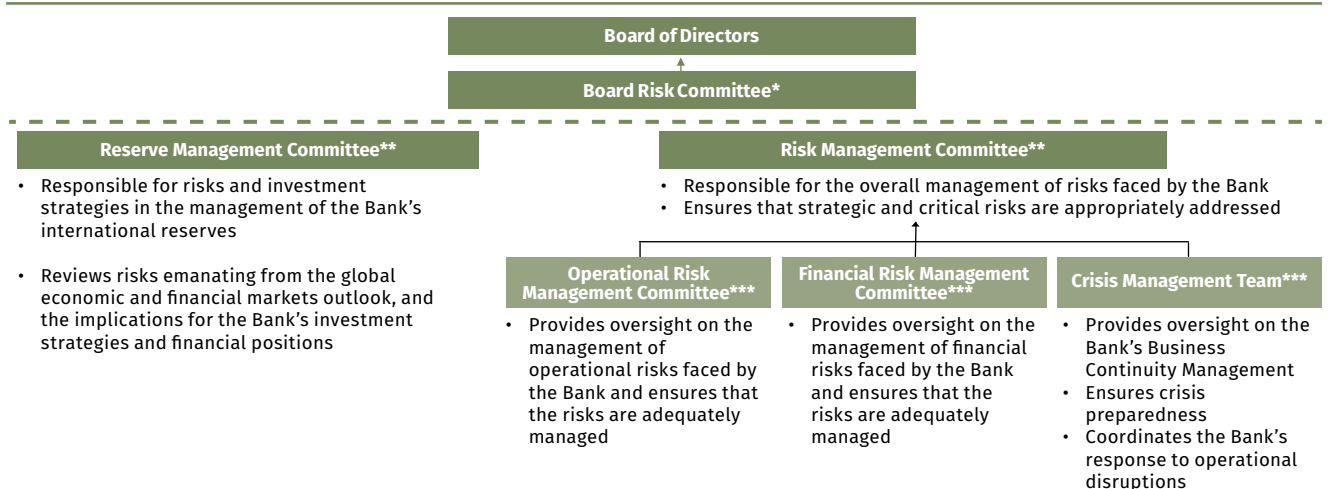 Board of Directors
Board Risk Committee*
Reserve Management Committee**
• Responsible for risks and investment
strategies in the management of the Bank’s
international reserves
• Reviews risks emanating from the global
economic and financial markets outlook, and
the implications for the Bank’s investment
strategies and financial positions
Risk Management Committee**
• Responsible for the overall management of risks faced by the Bank
• Ensures that strategic and critical risks are appropriately addressed
Operational Risk
Management Committee***
• Provides oversight on the
management of
operational risks faced by
the Bank and ensures that
the risks are adequately
managed
Financial Risk Management
Committee***
• Provides oversight on the
management of financial
risks faced by the Bank
and ensures that the
risks are adequately
managed
Crisis Management Team***
• Provides oversight on the
Bank’s Business
Continuity Management
• Ensures crisis
preparedness
• Coordinates the Bank’s
response to operational
disruptions